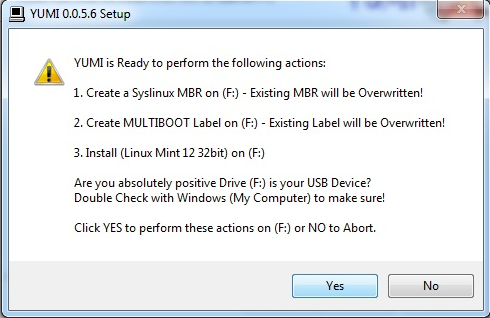 YUMI 0.0.5.6 Setup
YUMI is Ready to perform the following actions:
1. Create a Syslinux MBR on (F:) - Existing MBR will be Overwritten!
2. Create MULTIBOOT Label on (F:) - Existing Label will be Overwritten!
3. Install (Linux Mint 12 32bit) on (F:)
Are you absolutely positive Drive (F:) is your USB Device?
Double Check with Windows (My Computer) to make sure!
Click YES to perform these actions on (F:) or NO to Abort.
Yes
No